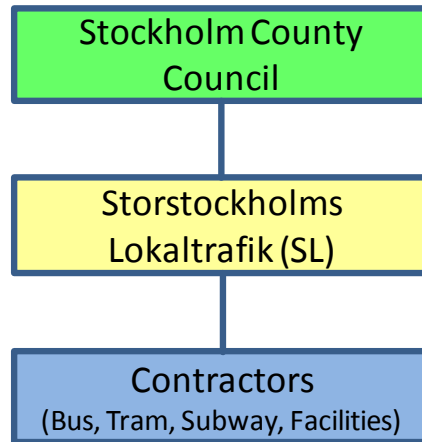 Stockholm County
Council
Storstockholms
Lokaltrafik (SL)
Contractors
(Bus, Tram, Subway, Facilities)